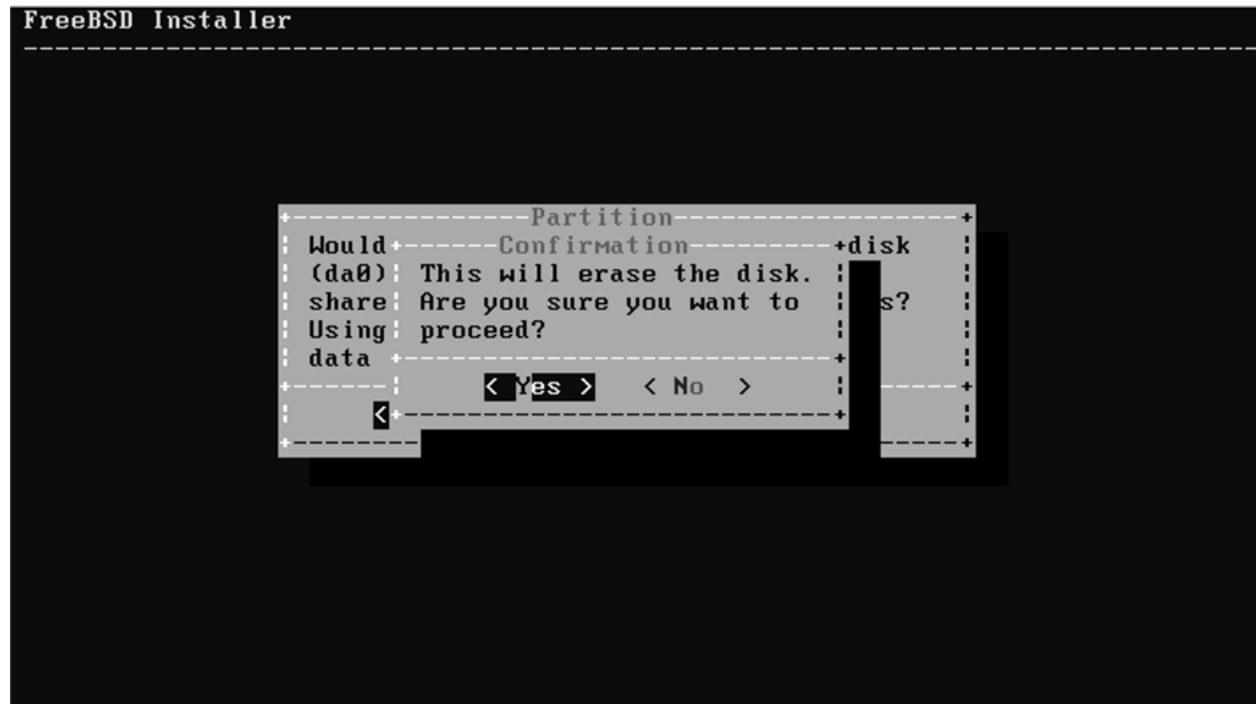 FreeBSD Installer
Partition
Would
Confirmation
disk
(da0)
This will erase the disk.
share
Are you sure you want to
s?
Using
proceed?
data
< Yes >    < No >
<